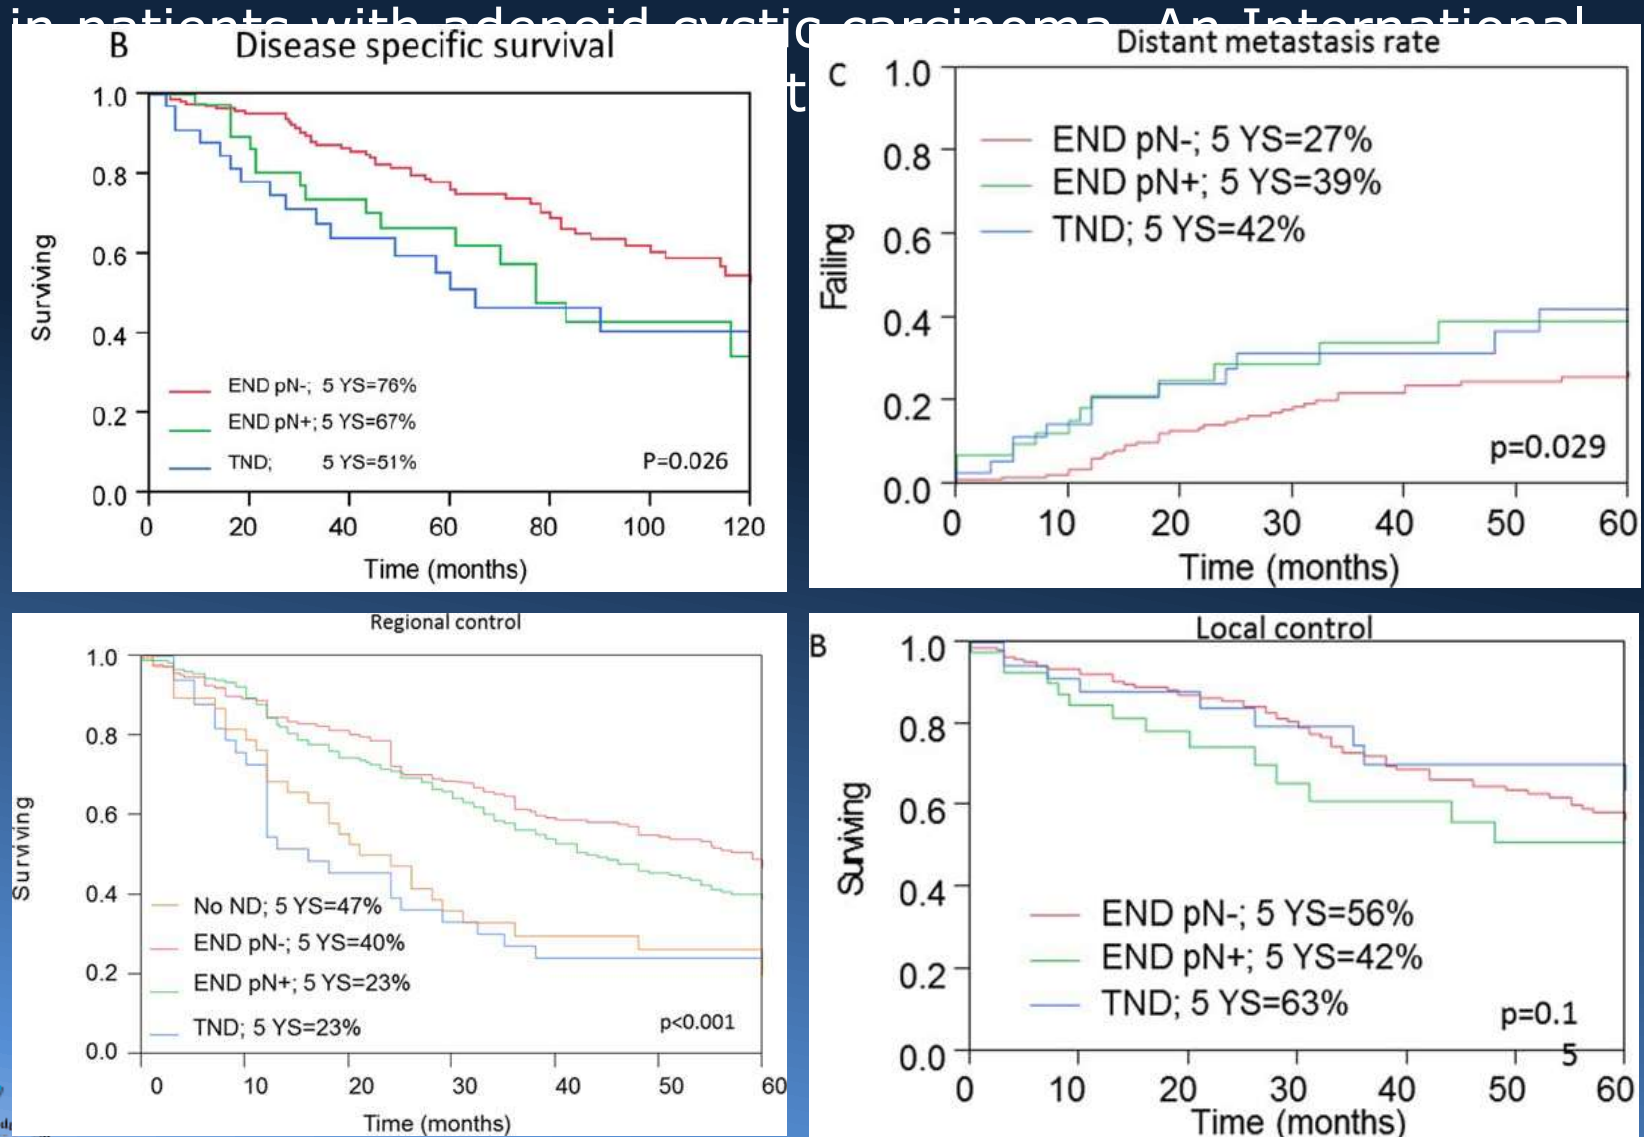 in patients with adenoid cystic carcinoma. An International
B Disease specific survival
1.0
0.8
0.6
0.4
0.2
0.0
Surviving
END pN-; 5 YS=76%
END pN+; 5 YS=67%
TND; 5 YS=51%
P=0.026
0 20 40 60 80 100 120
Time (months)
Distant metastasis rate
C
1.0
0.8
0.6
0.4
0.2
0.0
Failing
END pN-; 5 YS=27%
END pN+; 5 YS=39%
TND; 5 YS=42%
p=0.029
0 10 20 30 40 50 60
Time (months)
Regional control
1.0
0.8
0.6
0.4
0.2
0.0
Surviving
No ND; 5 YS=47%
END pN-; 5 YS=40%
END pN+; 5 YS=23%
TND; 5 YS=23%
p<0.001
0 10 20 30 40 50 60
Time (months)
B Local control
1.0
0.8
0.6
0.4
0.2
0.0
Surviving
END pN-; 5 YS=56%
END pN+; 5 YS=42%
TND; 5 YS=63%
p=0.1
5
0 10 20 30 40 50 60
Time (months)